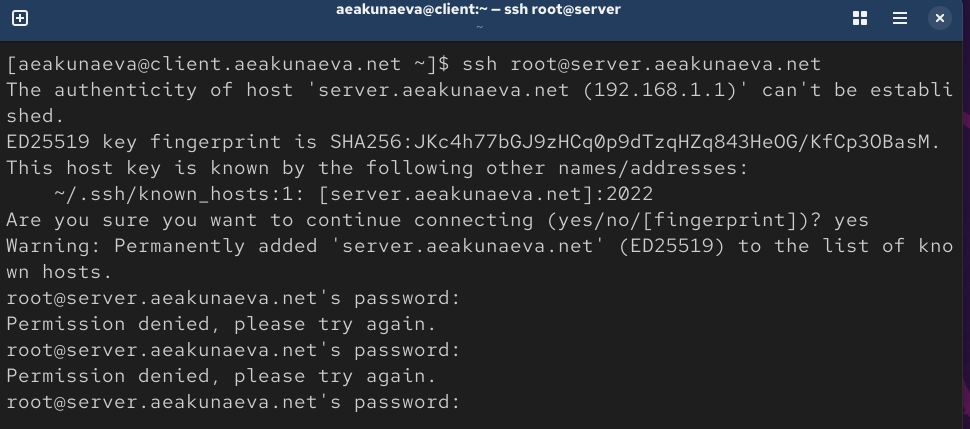 aeakunaeva@client:~ — ssh root@server
~
[aeakunaeva@client.aeakunaeva.net ~]$ ssh root@server.aeakunaeva.net
The authenticity of host 'server.aeakunaeva.net (192.168.1.1)' can't be establi
shed.
ED25519 key fingerprint is SHA256:JKc4h77bGJ9zHCq0p9dTzqHZq843HeOG/KfCp3OBasM.
This host key is known by the following other names/addresses:
    ~/.ssh/known_hosts:1: [server.aeakunaeva.net]:2022
Are you sure you want to continue connecting (yes/no/[fingerprint])? yes
Warning: Permanently added 'server.aeakunaeva.net' (ED25519) to the list of kno
wn hosts.
root@server.aeakunaeva.net's password:
Permission denied, please try again.
root@server.aeakunaeva.net's password:
Permission denied, please try again.
root@server.aeakunaeva.net's password: